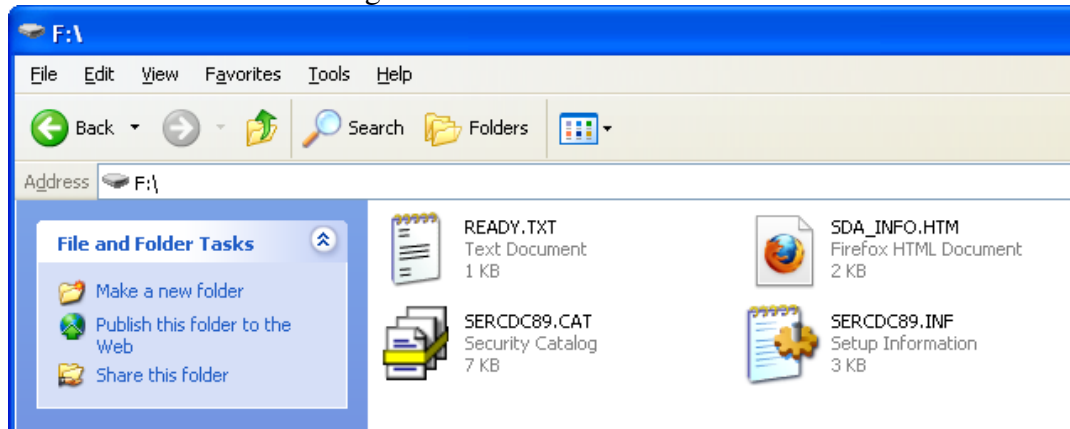 F:\
File Edit View Favorites Tools Help
Back Search Folders
Address F:\
File and Folder Tasks
Make a new folder
Publish this folder to the
Web
Share this folder
READY.TXT
Text Document
1 KB
SDA_INFO.HTM
Firefox HTML Document
2 KB
SERCDC89.CAT
Security Catalog
7 KB
SERCDC89.INF
Setup Information
3 KB